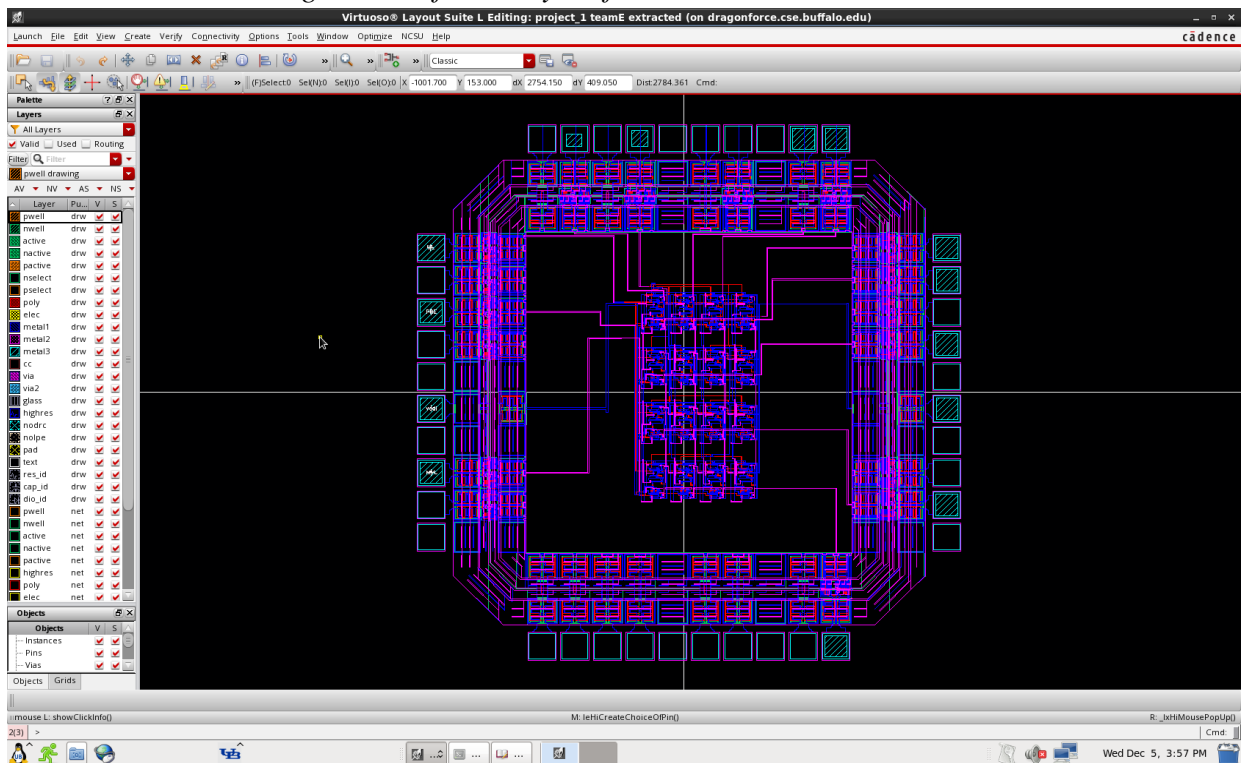 Virtuoso® Layout Suite L Editing: project_1 teamE extracted (on dragonforce.cse.buffalo.edu)
Launch File Edit View Create Verify Connectivity Options Tools Window Optimize NCSU Help
cādence
» » » Classic
» (F)Select:0 Sel(N):0 Sel(I):0 Sel(O):0 X -1001.700 Y 153.000 dX 2754.150 dY 409.050 Dist:2784.361 Cmd:
Palette
Layers
All Layers
Valid Used Routing
Filter Filter
pwell drawing
AV NV AS NS
Layer Pu... V S
pwell drw
nwell drw
active drw
nactive drw
pactive drw
nselect drw
pselect drw
poly drw
elec drw
metal1 drw
metal2 drw
metal3 drw
cc drw
via drw
via2 drw
glass drw
highres drw
nodrc drw
nolpe drw
pad drw
text drw
res_id drw
cap_id drw
dio_id drw
pwell net
nwell net
active net
nactive net
pactive net
highres net
poly net
elec net
Objects
Objects V S
Instances
Pins
Vias
Objects Grids
mouse L: showClickInfo() M: leHiCreateChoiceOfPin() R: _lxHiMousePopUp()
2(3) > Cmd:
...
...
...
Wed Dec 5, 3:57 PM